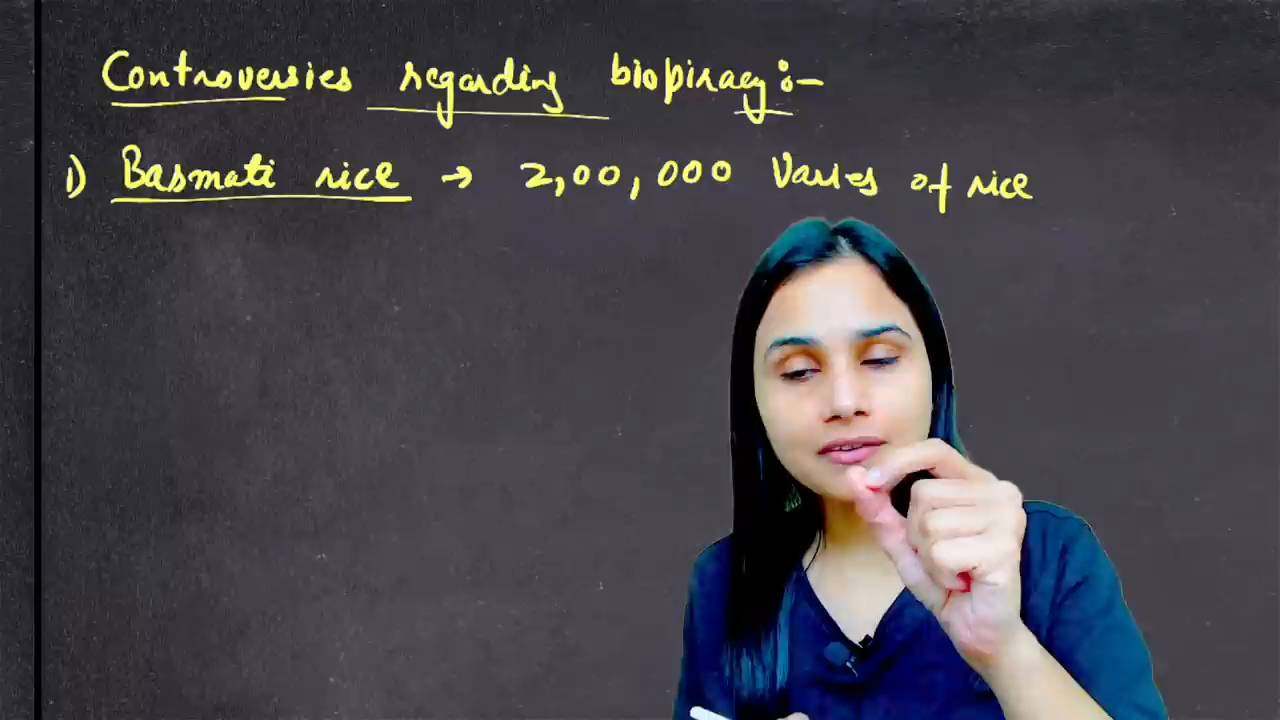 Controversies regarding biopiracy:-
1) Basmati rice → 2,00,000 Varies of rice